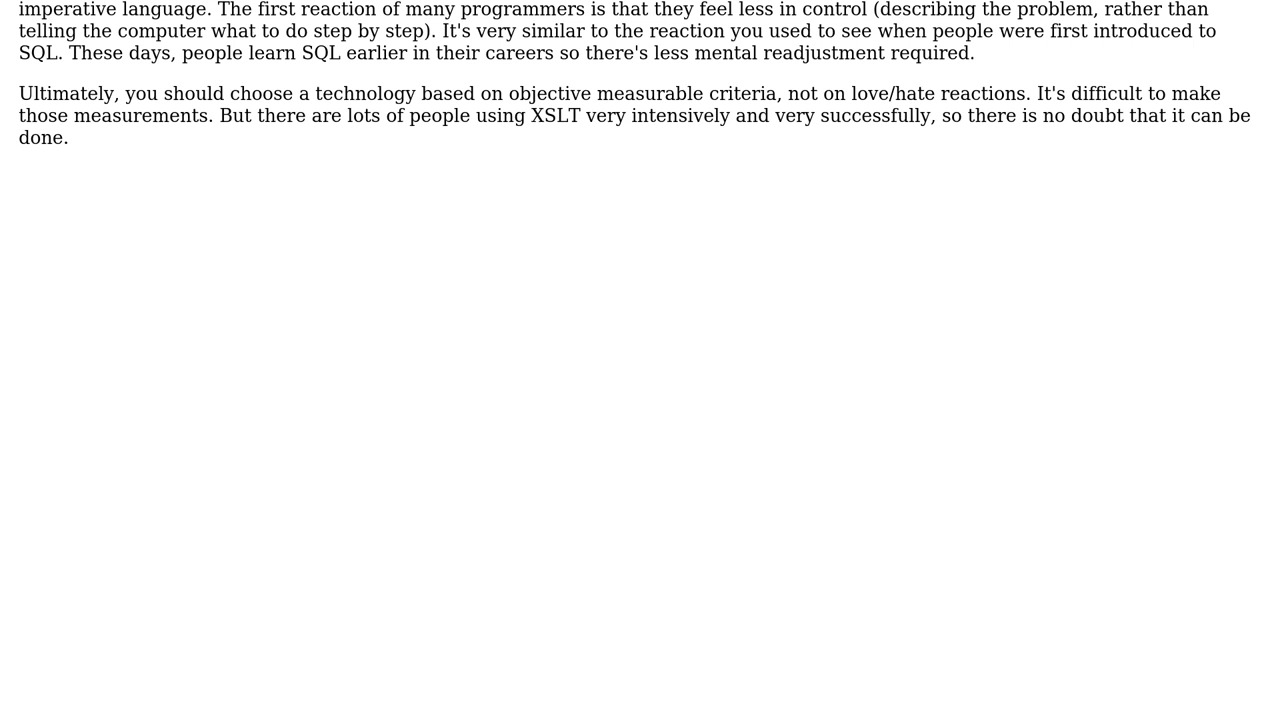 imperative language. The first reaction of many programmers is that they feel less in control (describing the problem, rather than
telling the computer what to do step by step). It's very similar to the reaction you used to see when people were first introduced to
SQL. These days, people learn SQL earlier in their careers so there's less mental readjustment required.
Ultimately, you should choose a technology based on objective measurable criteria, not on love/hate reactions. It's difficult to make
those measurements. But there are lots of people using XSLT very intensively and very successfully, so there is no doubt that it can be
done.